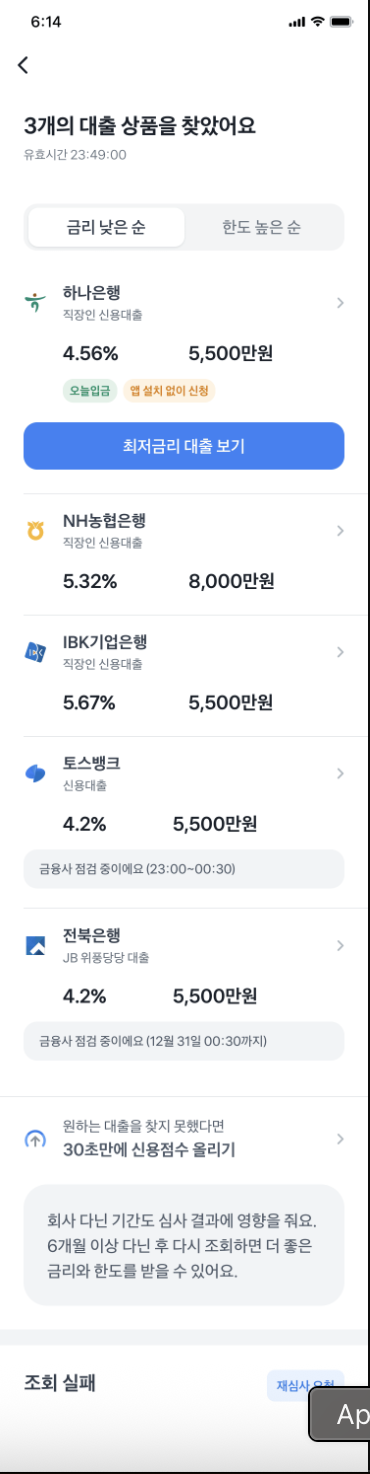 6:14
3개의 대출 상품을 찾았어요
유효시간 23:49:00
금리 낮은 순 한도 높은 순
하나은행
직장인 신용대출
4.56% 5,500만원
오늘입금 앱 설치 없이 신청
최저금리 대출 보기
NH농협은행
직장인 신용대출
5.32% 8,000만원
IBK기업은행
직장인 신용대출
5.67% 5,500만원
토스뱅크
신용대출
4.2% 5,500만원
금융사 점검 중이에요 (23:00~00:30)
전북은행
JB 위풍당당 대출
4.2% 5,500만원
금융사 점검 중이에요 (12월 31일 00:30까지)
원하는 대출을 찾지 못했다면
30초만에 신용점수 올리기
회사 다닌 기간도 심사 결과에 영향을 줘요.
6개월 이상 다닌 후 다시 조회하면 더 좋은
금리와 한도를 받을 수 있어요.
조회 실패 재심사
Ap